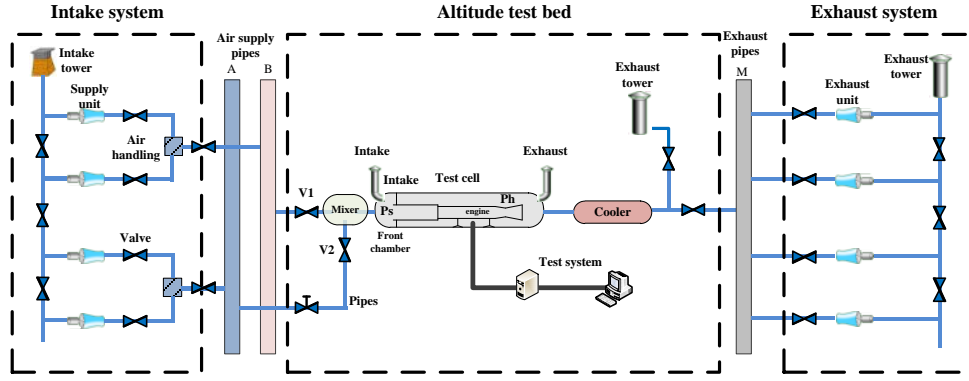 Intake system
Altitude test bed
Exhaust system
Intake
tower
Supply
unit
Air
handling
Valve
Air supply
pipes
A
B
V1
Mixer
V2
Pipes
Intake
Intake
Ps
Front
chamber
Test cell
engine
Ph
Exhaust
Cooler
Test system
Exhaust
tower
Exhaust
pipes
M
Exhaust
unit
Exhaust
tower